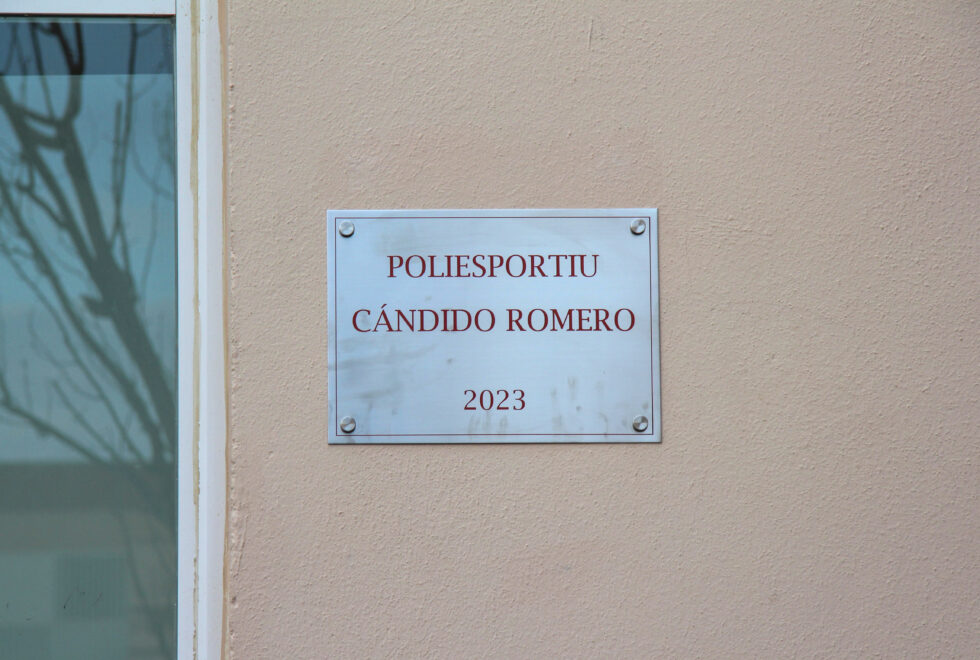 POLIESPORTIU
CÁNDIDO ROMERO
2023